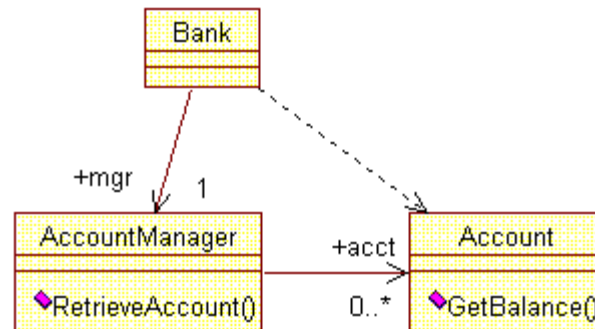 Bank
+mgr
1
AccountManager
+acct
Account
RetrieveAccount()
0..*
GetBalance()